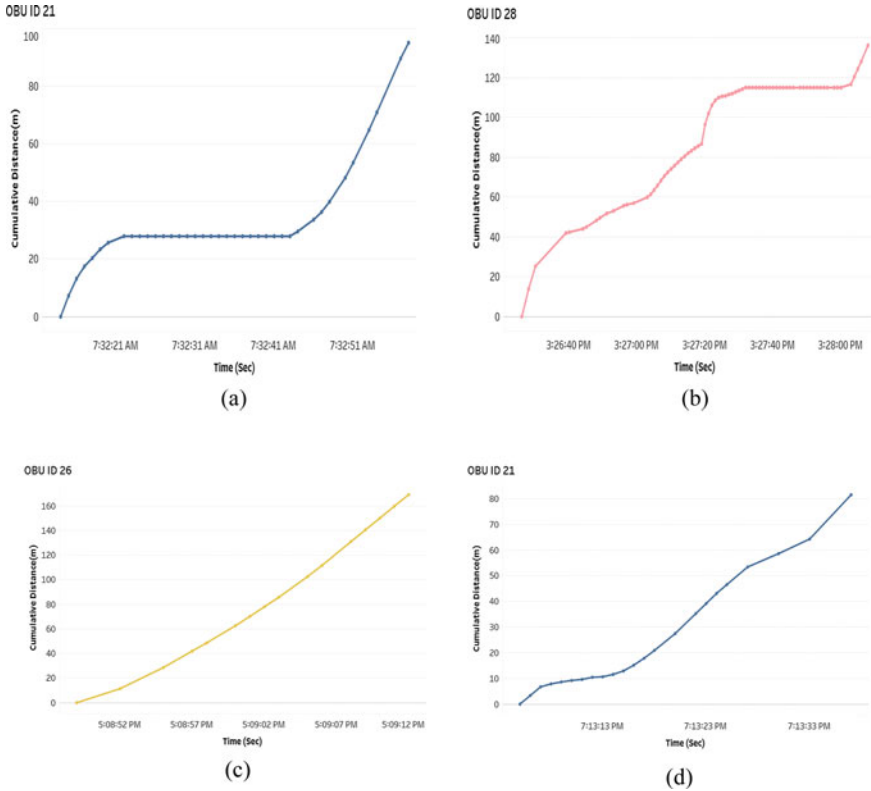 OBU ID 21
100
80
60
40
20
0
Cumulative Distance(m)
7:32:21 AM 7:32:31 AM 7:32:41 AM 7:32:51 AM
Time (Sec)
(a)
OBU ID 28
140
120
100
80
60
40
20
0
Cumulative Distance(m)
3:26:40 PM 3:27:00 PM 3:27:20 PM 3:27:40 PM 3:28:00 PM
Time (Sec)
(b)
OBU ID 26
160
140
120
100
80
60
40
20
0
Cumulative Distance(m)
5:08:52 PM 5:08:57 PM 5:09:02 PM 5:09:07 PM 5:09:12 PM
Time (Sec)
(c)
OBU ID 21
80
70
60
50
40
30
20
10
0
Cumulative Distance(m)
7:13:13 PM 7:13:23 PM 7:13:33 PM
Time (Sec)
(d)